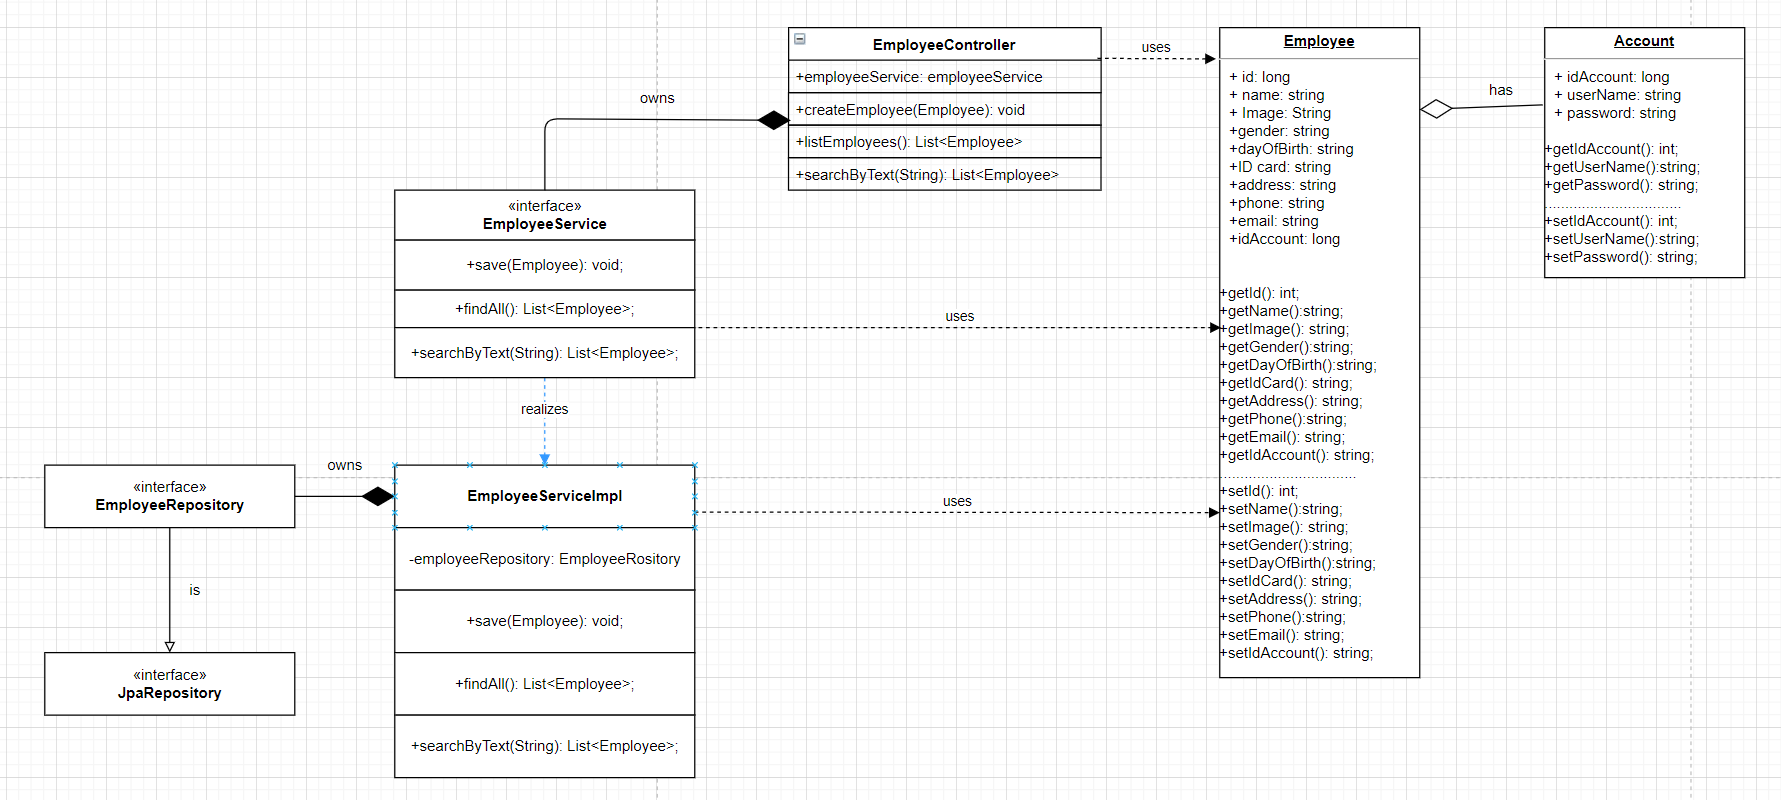 EmployeeController
+employeeService: employeeService
+createEmployee(Employee): void
+listEmployees(): List<Employee>
+searchByText(String): List<Employee>
uses
owns
«interface»
EmployeeService
+save(Employee): void;
+findAll(): List<Employee>;
+searchByText(String): List<Employee>;
uses
realizes
EmployeeServiceImpl
-employeeRepository: EmployeeRository
+save(Employee): void;
+findAll(): List<Employee>;
+searchByText(String): List<Employee>;
uses
owns
«interface»
EmployeeRepository
is
«interface»
JpaRepository
Employee
+ id: long
+ name: string
+ Image: String
+gender: string
+dayOfBirth: string
+ID card: string
+address: string
+phone: string
+email: string
+idAccount: long
+getId(): int;
+getName():string;
+getImage(): string;
+getGender():string;
+getDayOfBirth():string;
+getIdCard(): string;
+getAddress(): string;
+getPhone():string;
+getEmail(): string;
+getIdAccount(): string;
..................................
+setId(): int;
+setName():string;
+setImage(): string;
+setGender():string;
+setDayOfBirth():string;
+setIdCard(): string;
+setAddress(): string;
+setPhone():string;
+setEmail(): string;
+setIdAccount(): string;
has
Account
+ idAccount: long
+ userName: string
+ password: string
+getIdAccount(): int;
+getUserName():string;
+getPassword(): string;
..................................
+setIdAccount(): int;
+setUserName():string;
+setPassword(): string;